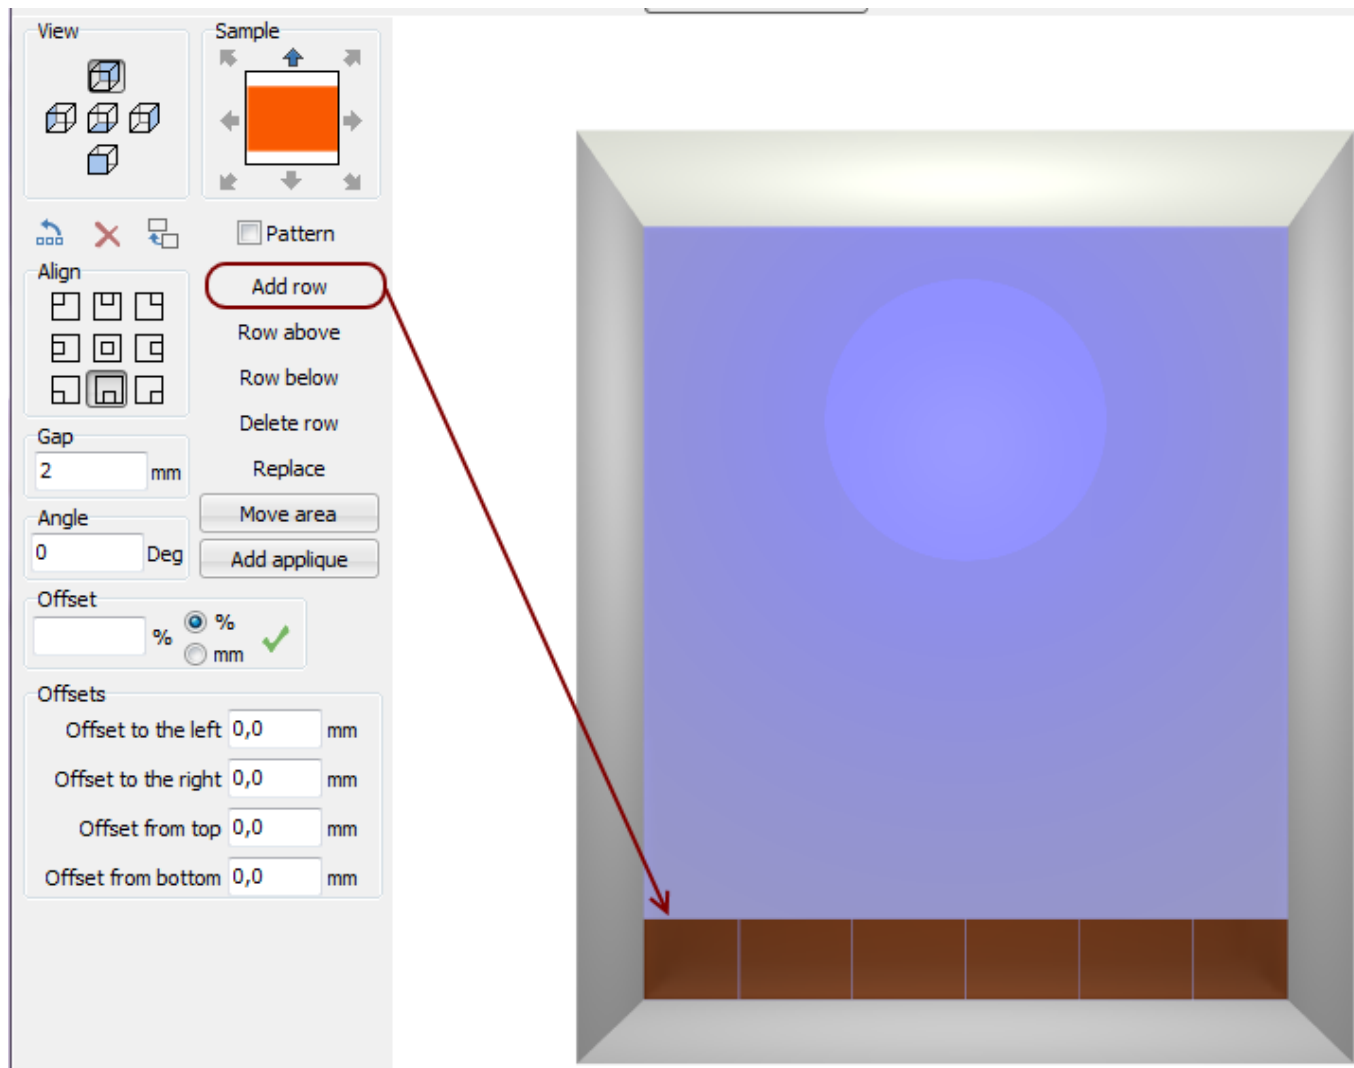 View
Sample
Pattern
Align
Add row
Row above
Row below
Delete row
Gap
2 mm
Replace
Move area
Angle
0 Deg
Add applique
Offset
% % mm
Offsets
Offset to the left 0,0 mm
Offset to the right 0,0 mm
Offset from top 0,0 mm
Offset from bottom 0,0 mm